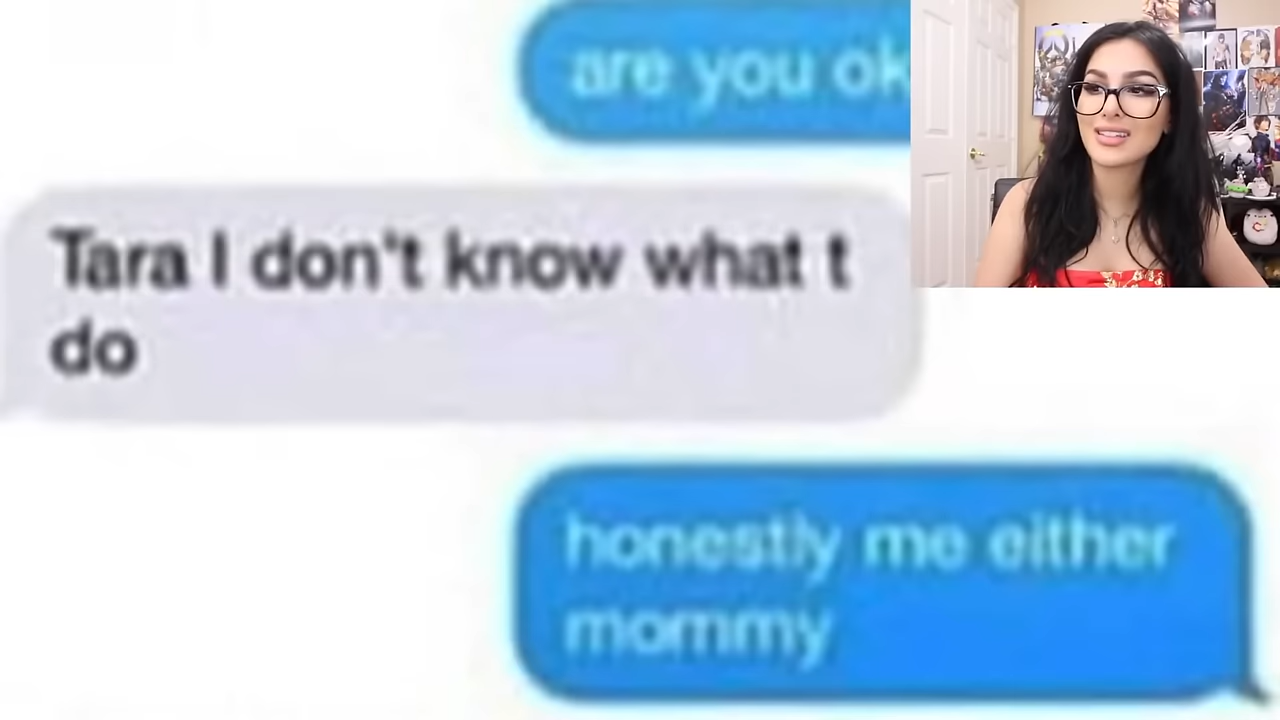 are you ok
Tara I don't know what t
do
honestly me either
mommy